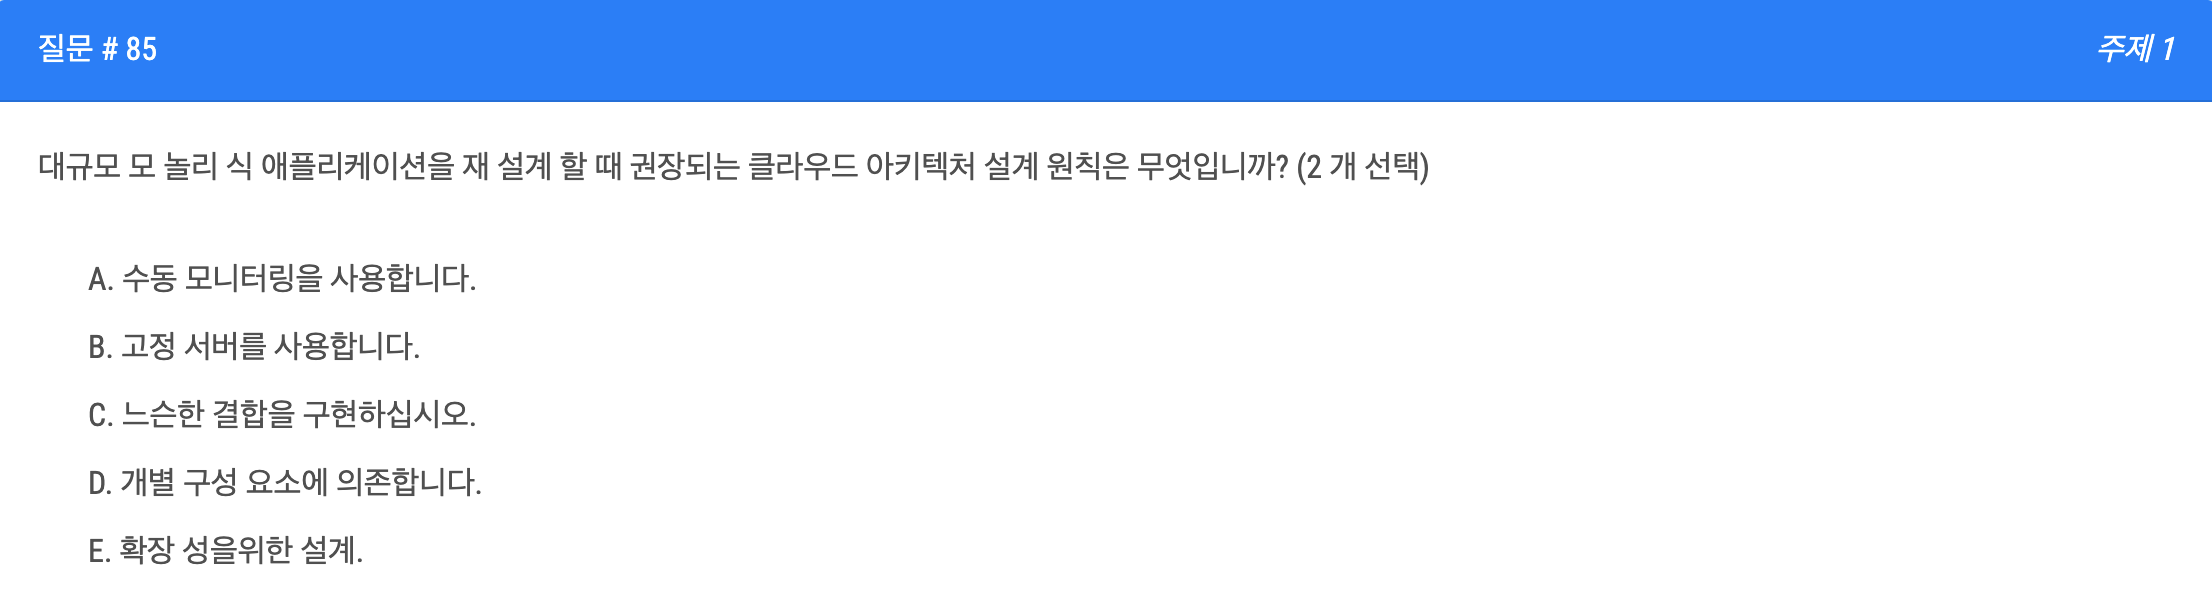 질문 # 85
주제 1
대규모 모 놀리 식 애플리케이션을 재 설계 할 때 권장되는 클라우드 아키텍처 설계 원칙은 무엇입니까? (2 개 선택)
A. 수동 모니터링을 사용합니다.
B. 고정 서버를 사용합니다.
C. 느슨한 결합을 구현하십시오.
D. 개별 구성 요소에 의존합니다.
E. 확장 성을위한 설계.